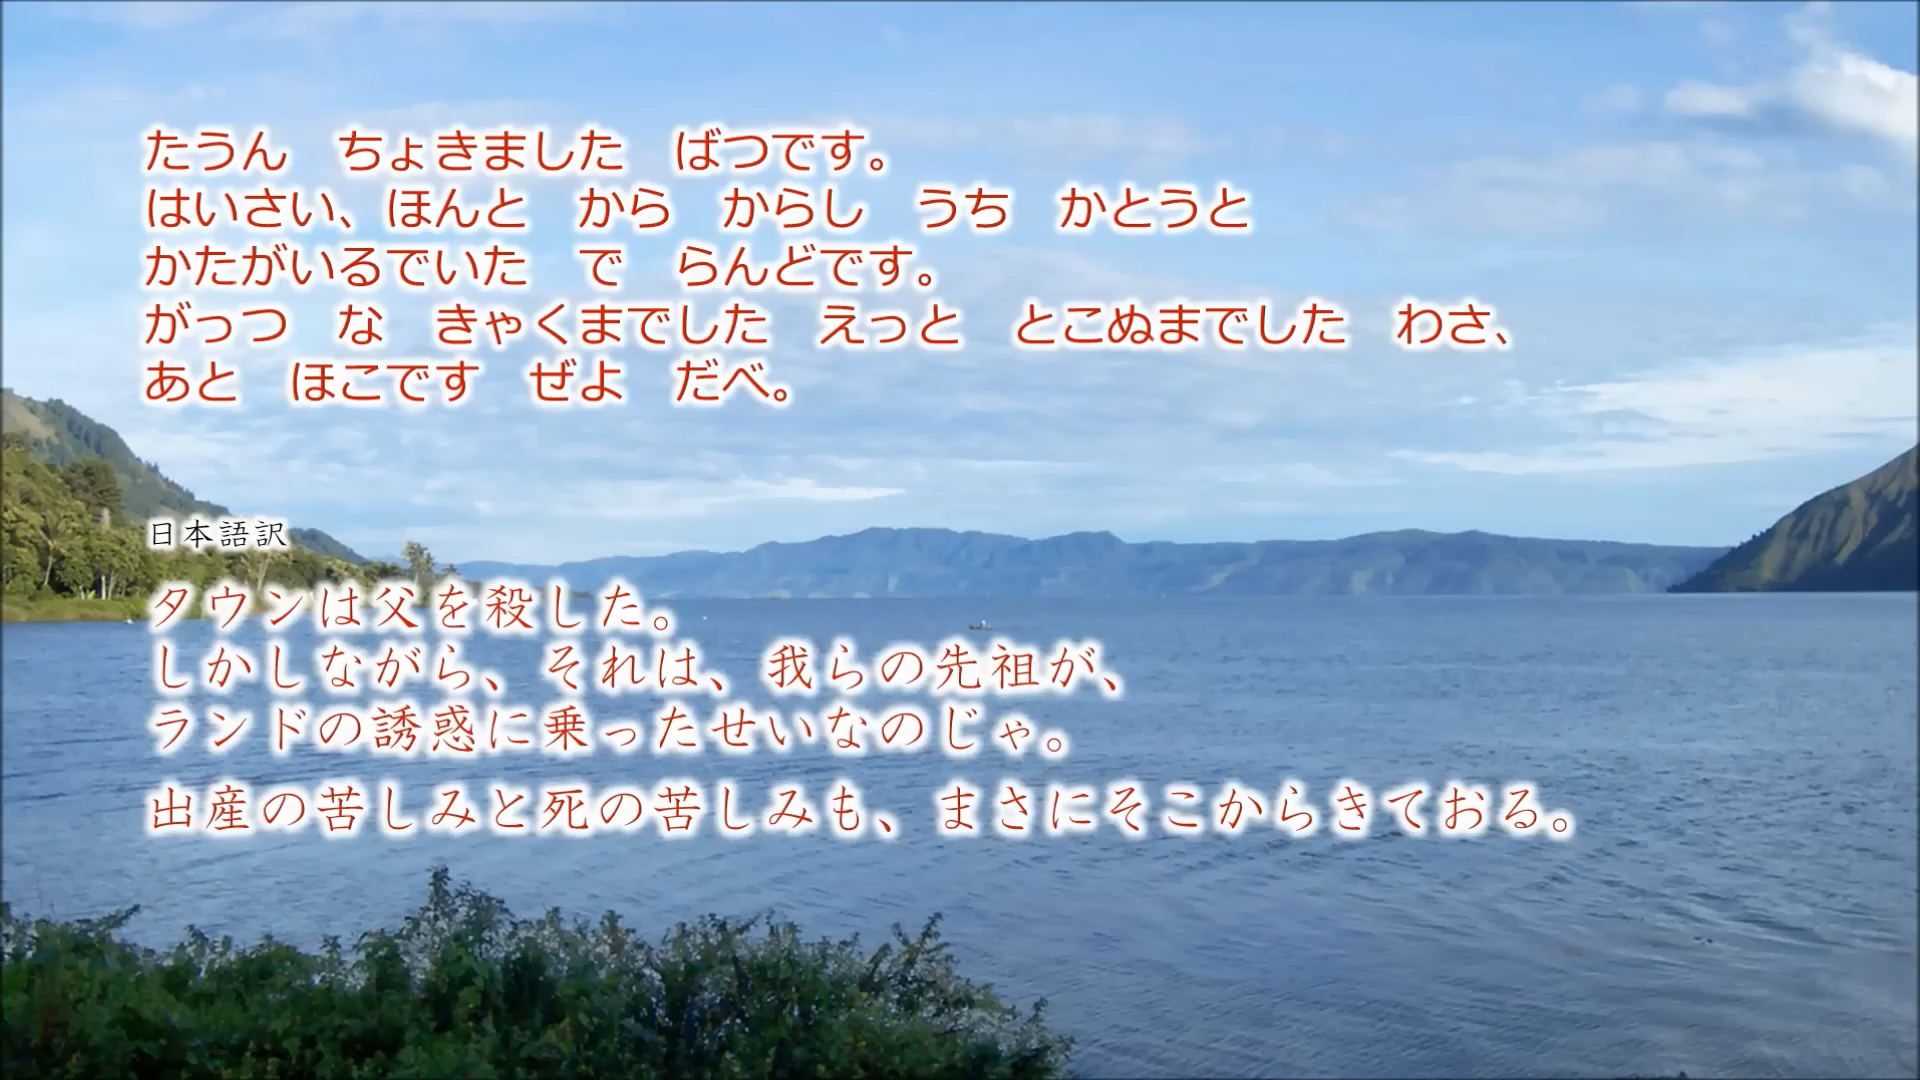 たうん　ちょきました　ばつです。
はいさい、ほんと　から　からし　うち　かとうと
かたがいるでいた　で　らんどです。
がっつ　な　きゃくまでした　えっと　とこぬまでした　わさ、
あと　ほこです　ぜよ　だべ。
日本語訳
タウンは父を殺した。
しかしながら、それは、我らの先祖が、
ランドの誘惑に乗ったせいなのじゃ。
出産の苦しみと死の苦しみも、まさにそこからきておる。